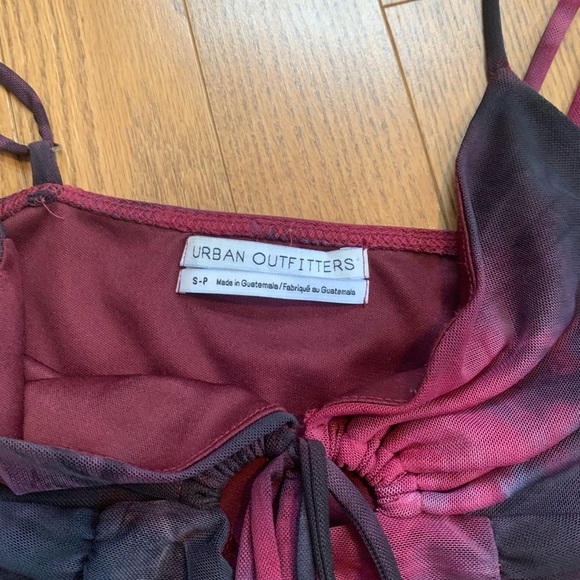 URBAN OUTFITTERS
S-P Made in Guatemala / Fabriqué au Guatemala